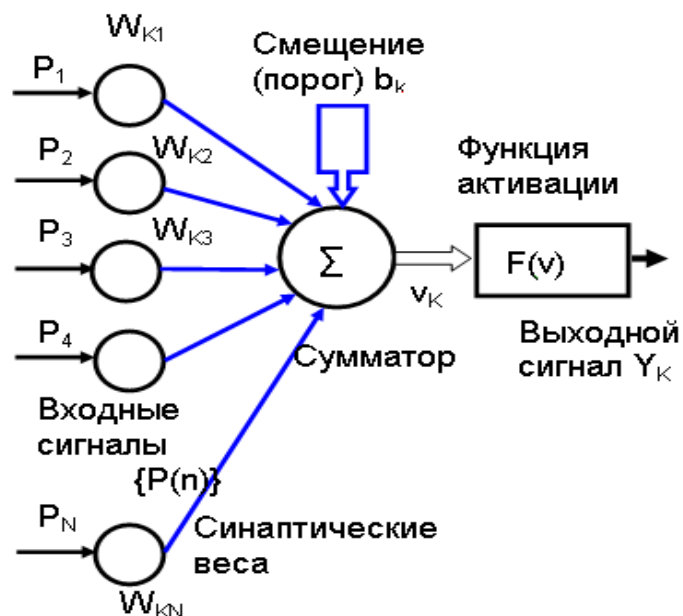 W_K1
P_1
Смещение
(порог) b_k
P_2
W_K2
Функция
активации
P_3
W_K3
Σ
F(v)
v_K
P_4
Сумматор
Выходной
сигнал Y_K
Входные
сигналы
{P(n)}
P_N
Синаптические
веса
W_KN